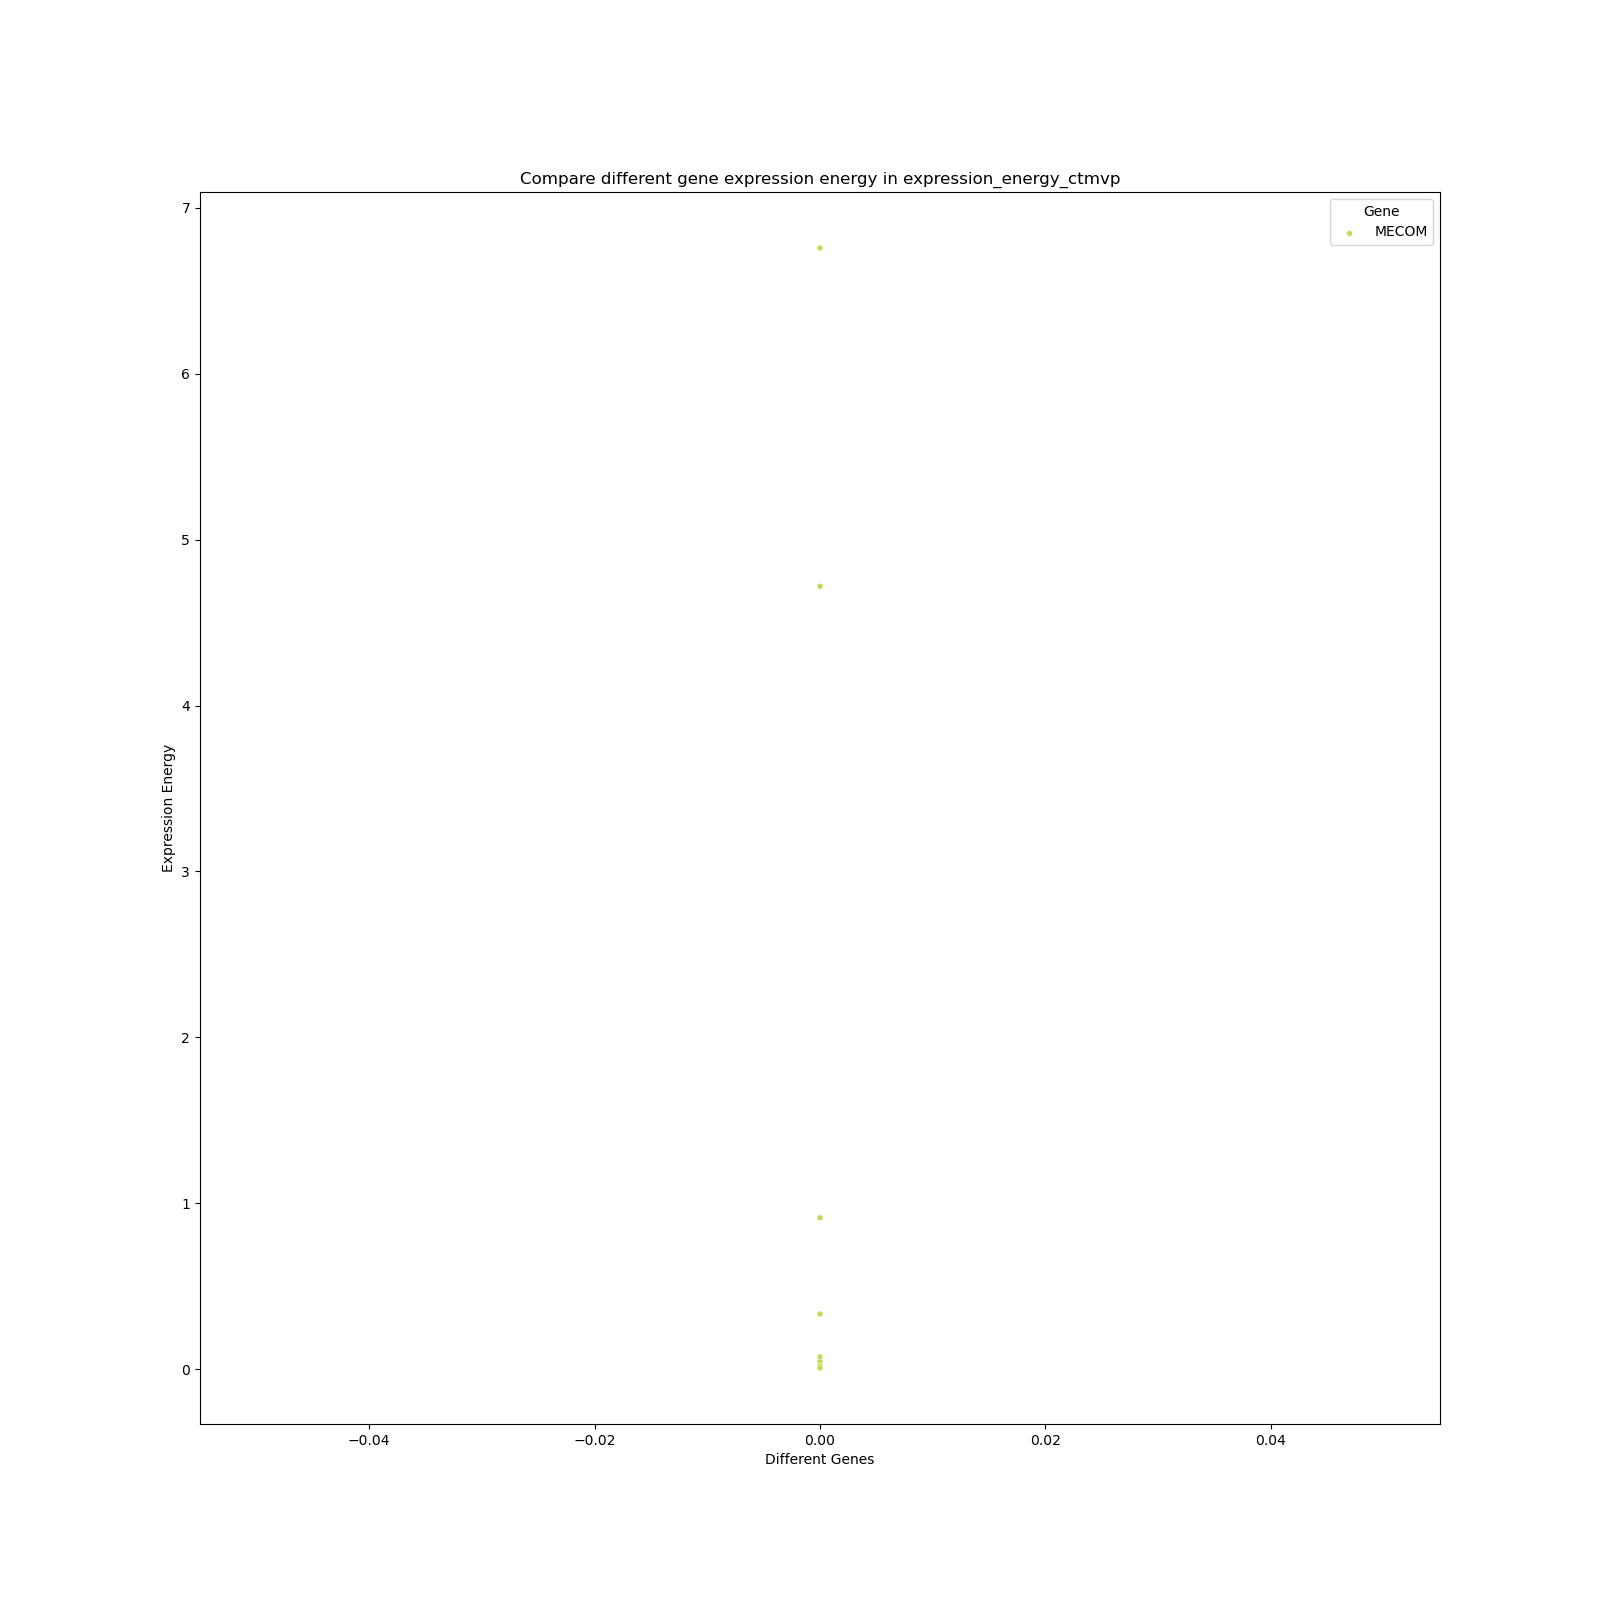 Compare different gene expression energy in expression_energy_ctmvp
Gene
MECOM
7
6
5
4
3
2
1
0
Expression Energy
−0.04 −0.02 0.00 0.02 0.04
Different Genes